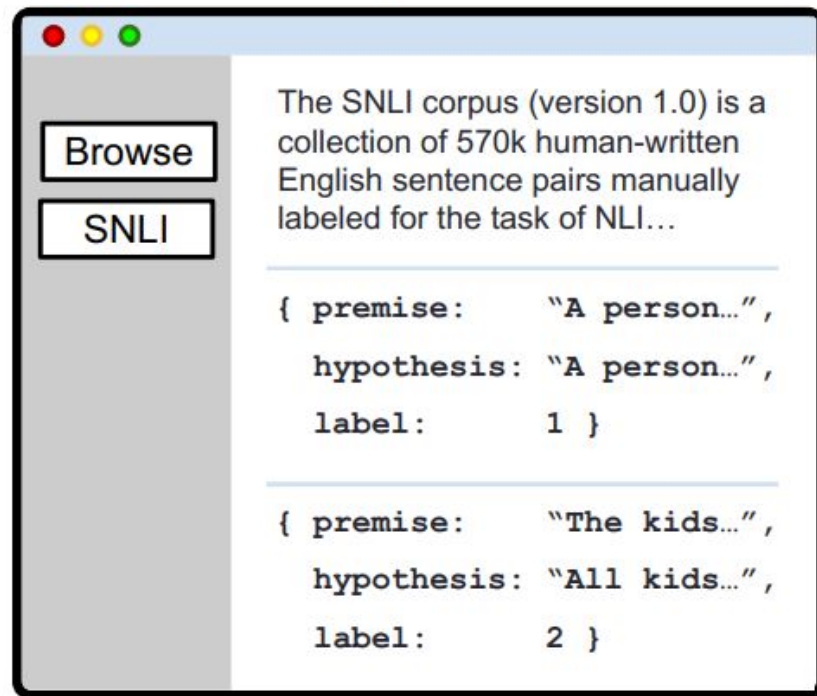 Browse
SNLI
The SNLI corpus (version 1.0) is a
collection of 570k human-written
English sentence pairs manually
labeled for the task of NLI…
{ premise: “A person…”,
hypothesis: “A person…”,
label: 1 }
{ premise: “The kids…”,
hypothesis: “All kids…”,
label: 2 }